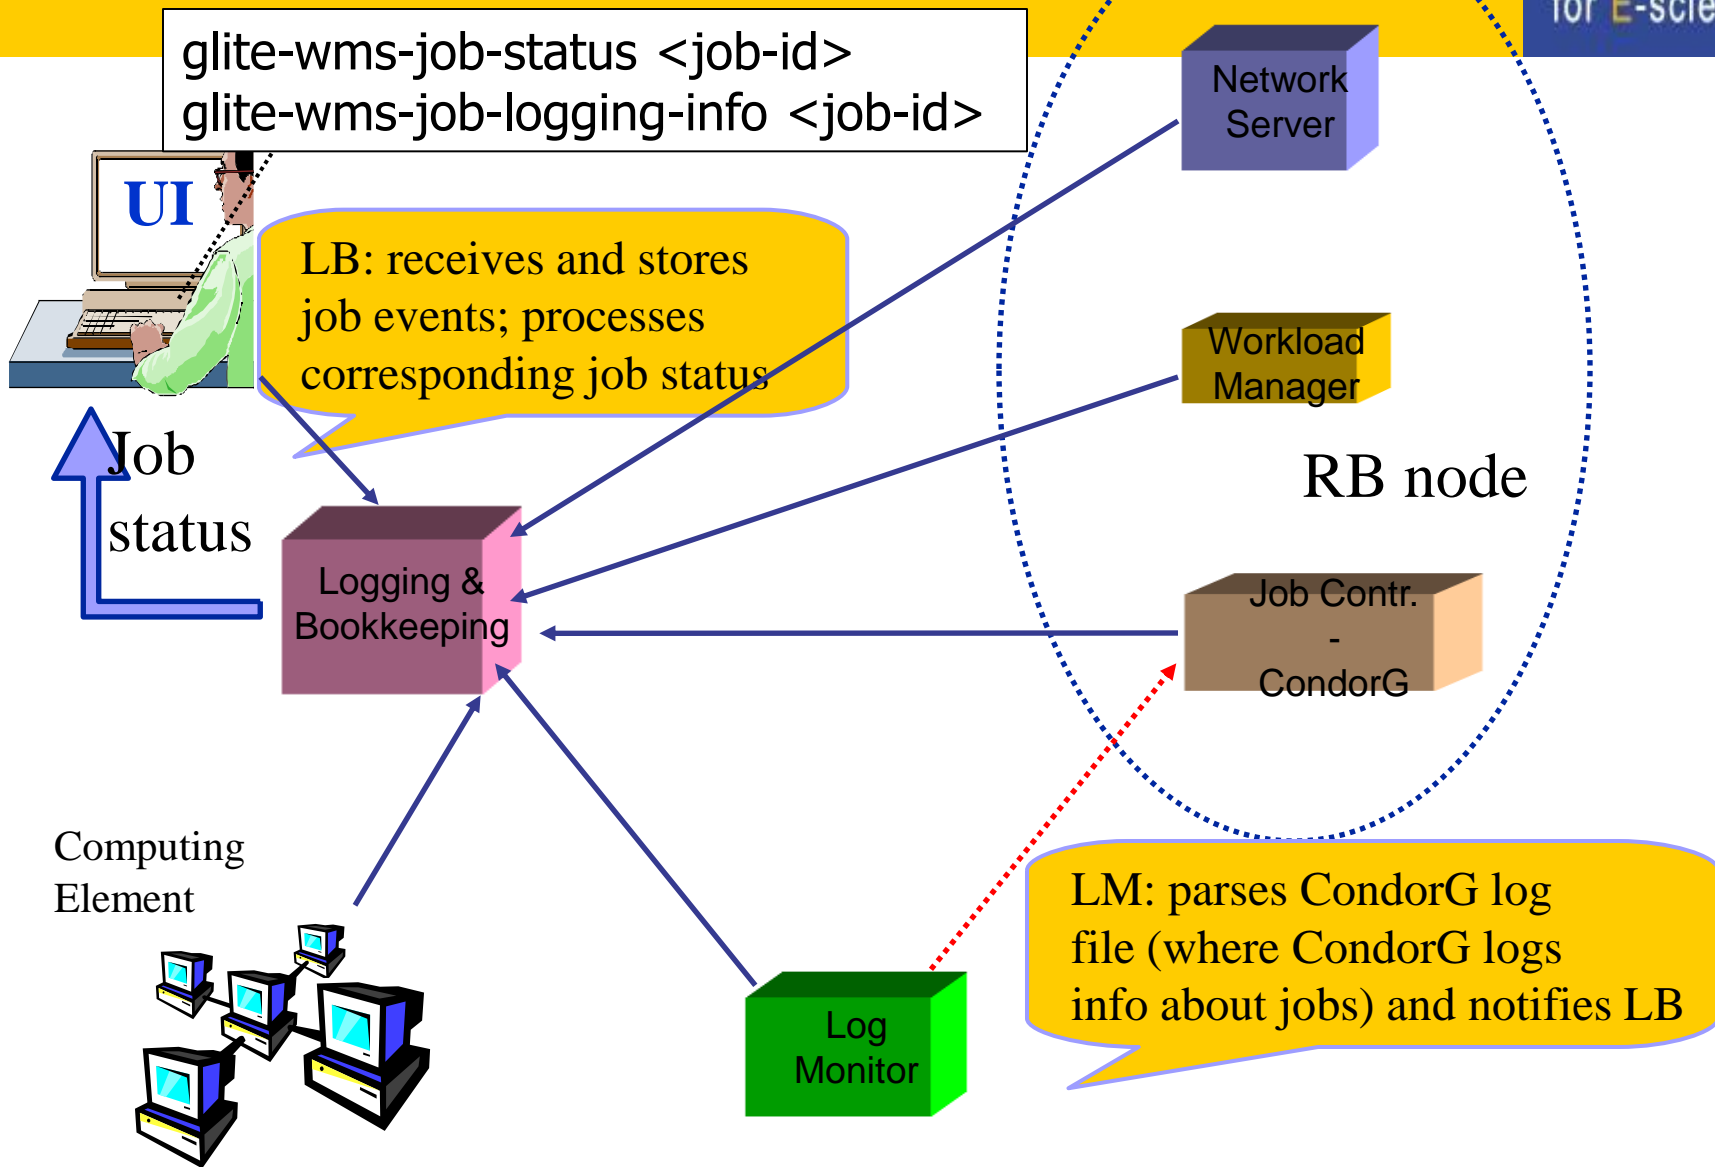 for E-scie
glite-wms-job-status <job-id>
glite-wms-job-logging-info <job-id>
Network
Server
UI
LB: receives and stores
job events; processes
corresponding job status
Workload
Manager
Job
status
RB node
Logging &
Bookkeeping
Job Contr.
-
CondorG
Computing
Element
LM: parses CondorG log
file (where CondorG logs
info about jobs) and notifies LB
Log
Monitor